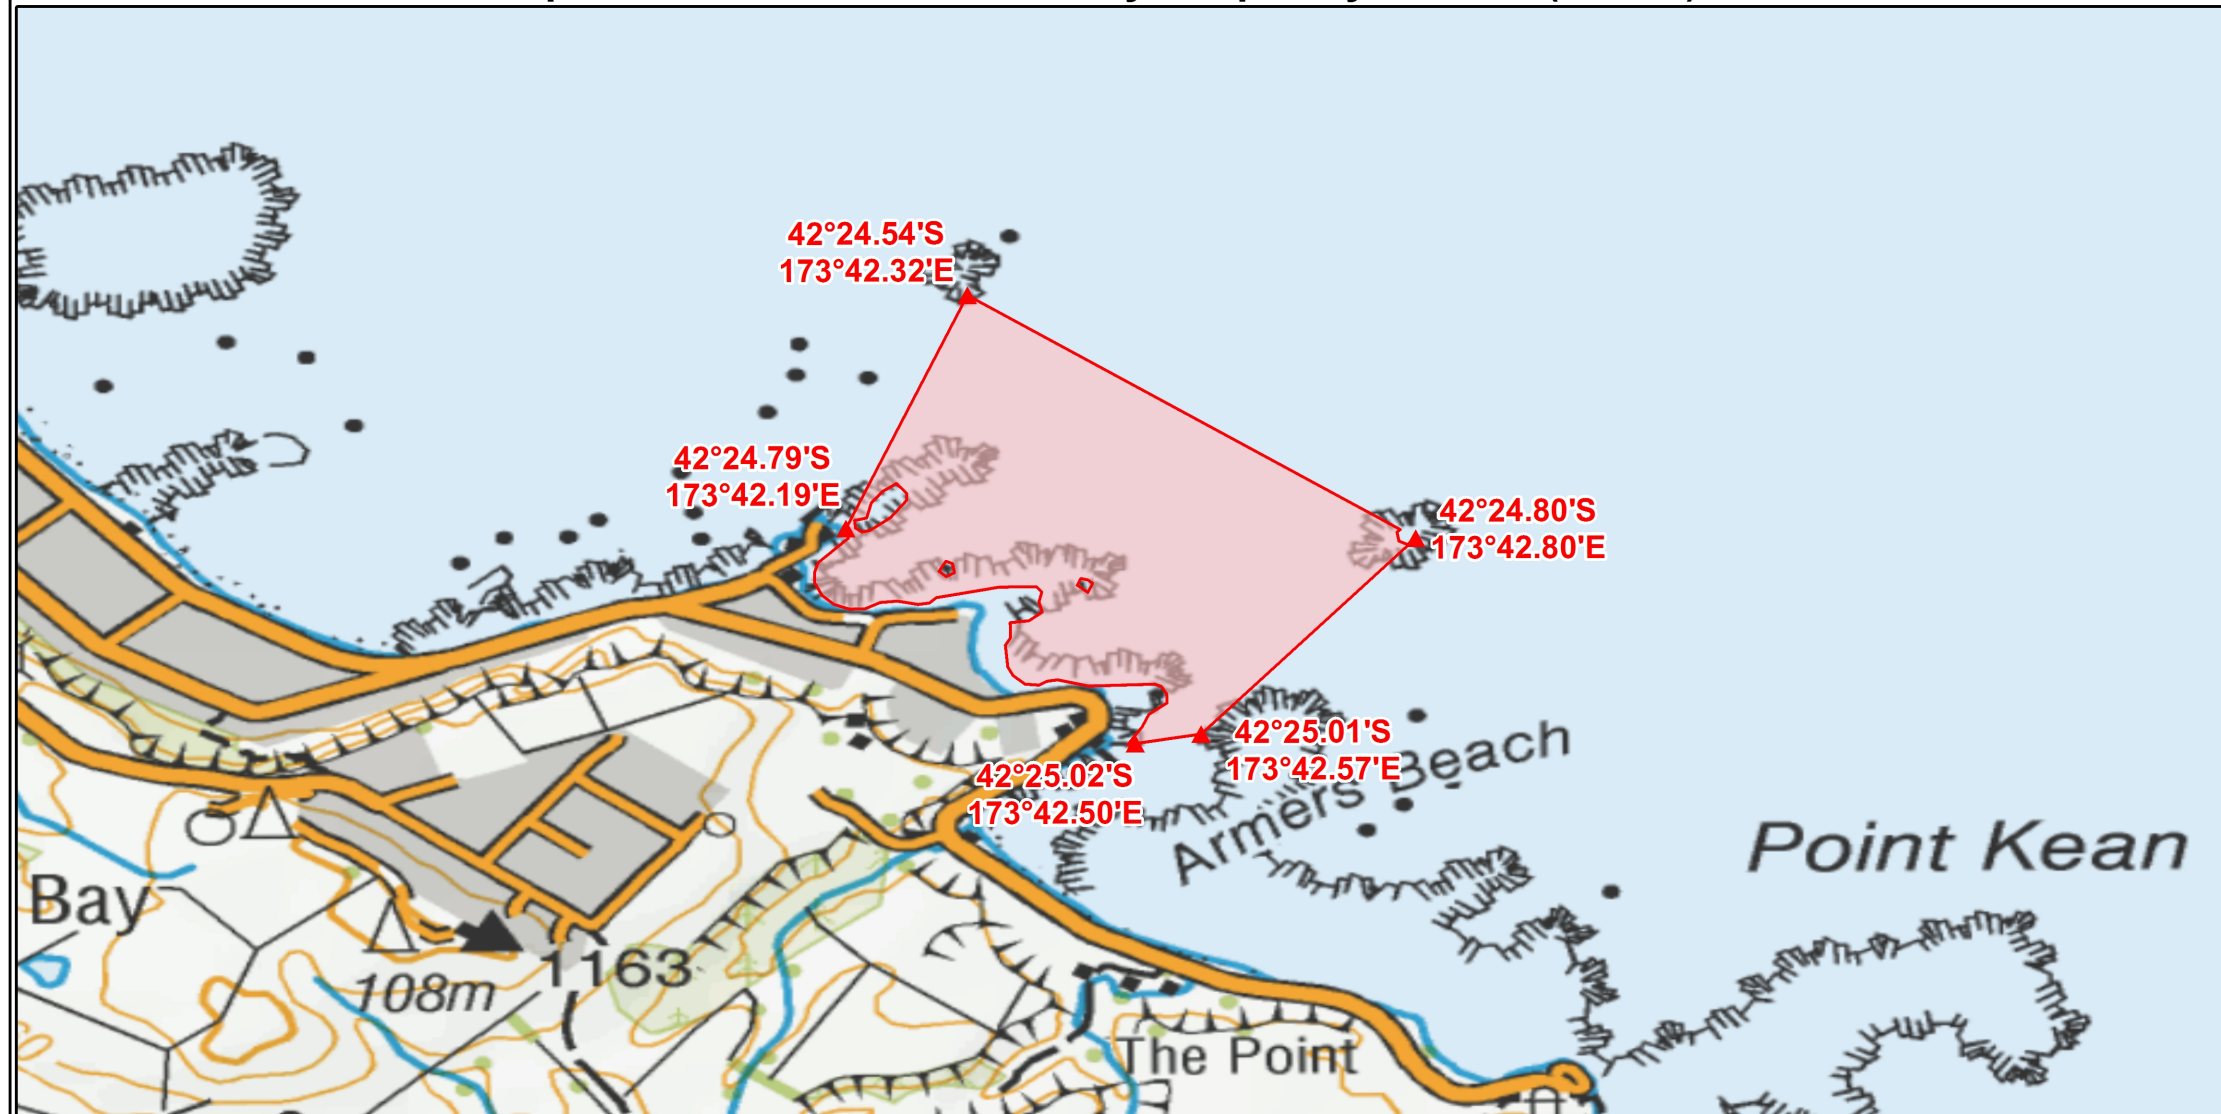 42°24.54'S
173°42.32'E
42°24.79'S
173°42.19'E
42°24.80'S
173°42.80'E
42°25.01'S
173°42.57'E
42°25.02'S
173°42.50'E
Armers Beach
Point Kean
Bay
108m
1163
The Point